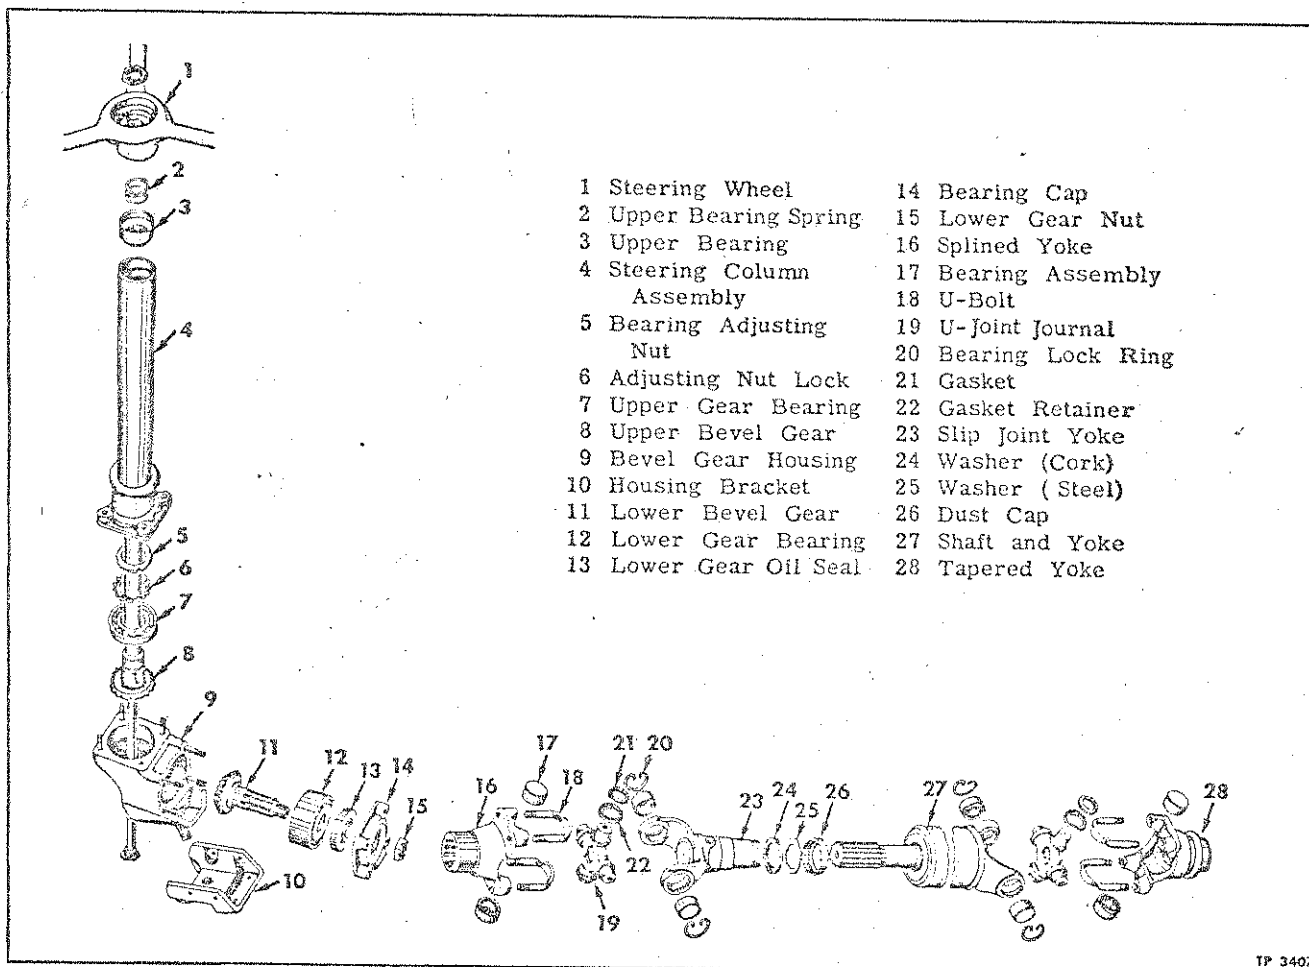 1 Steering Wheel
2 Upper Bearing Spring
3 Upper Bearing
4 Steering Column
Assembly
5 Bearing Adjusting
Nut
6 Adjusting Nut Lock
7 Upper Gear Bearing
8 Upper Bevel Gear
9 Bevel Gear Housing
10 Housing Bracket
11 Lower Bevel Gear
12 Lower Gear Bearing
13 Lower Gear Oil Seal
14 Bearing Cap
15 Lower Gear Nut
16 Splined Yoke
17 Bearing Assembly
18 U-Bolt
19 U-Joint Journal
20 Bearing Lock Ring
21 Gasket
22 Gasket Retainer
23 Slip Joint Yoke
24 Washer (Cork)
25 Washer ( Steel)
26 Dust Cap
27 Shaft and Yoke
28 Tapered Yoke
1
2
3
4
5
6
7
8
9
10
11
12
13
14
15
16
17
18
19
20
21
22
23
24
25
26
27
28
TP 340